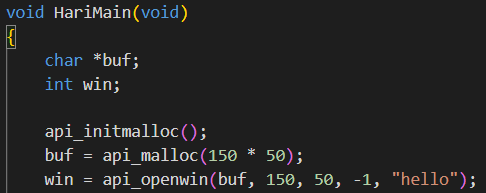 void HariMain(void)
{
    char *buf;
    int win;

    api_initmalloc();
    buf = api_malloc(150 * 50);
    win = api_openwin(buf, 150, 50, -1, "hello");